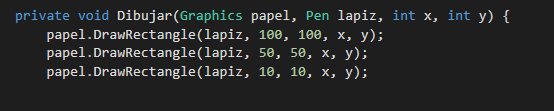 private void Dibujar(Graphics papel, Pen lapiz, int x, int y) {
    papel.DrawRectangle(lapiz, 100, 100, x, y);
    papel.DrawRectangle(lapiz, 50, 50, x, y);
    papel.DrawRectangle(lapiz, 10, 10, x, y);